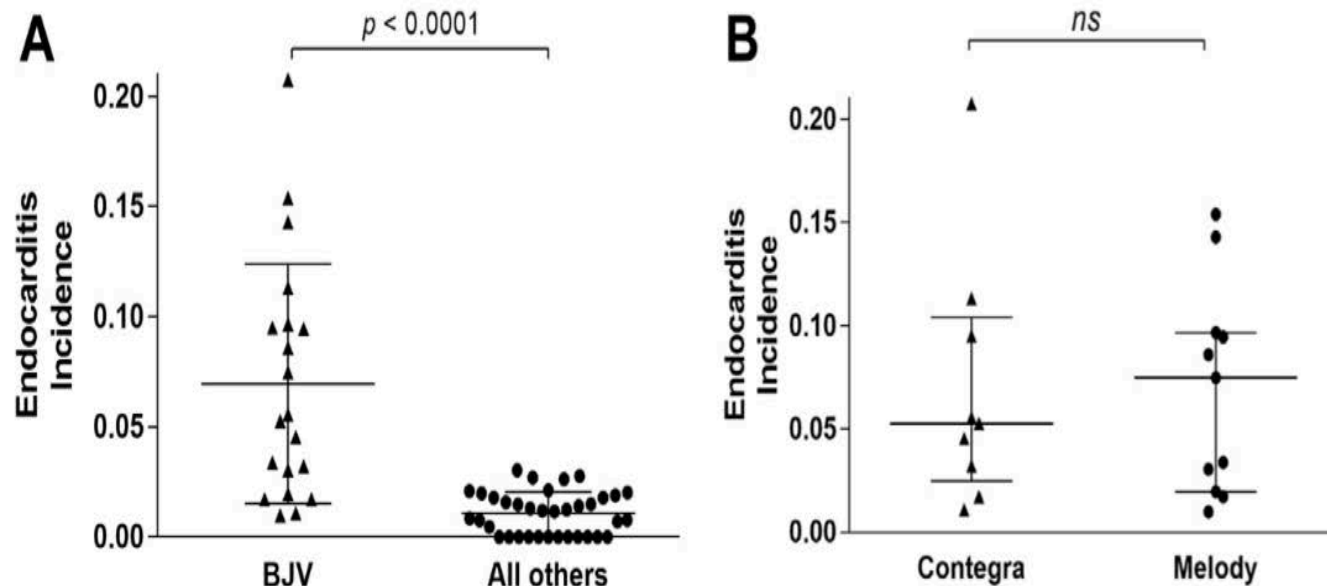 A
p < 0.0001
Endocarditis
Incidence
0.20
0.15
0.10
0.05
0.00
BJV
All others
B
ns
Endocarditis
Incidence
0.20
0.15
0.10
0.05
0.00
Contegra
Melody